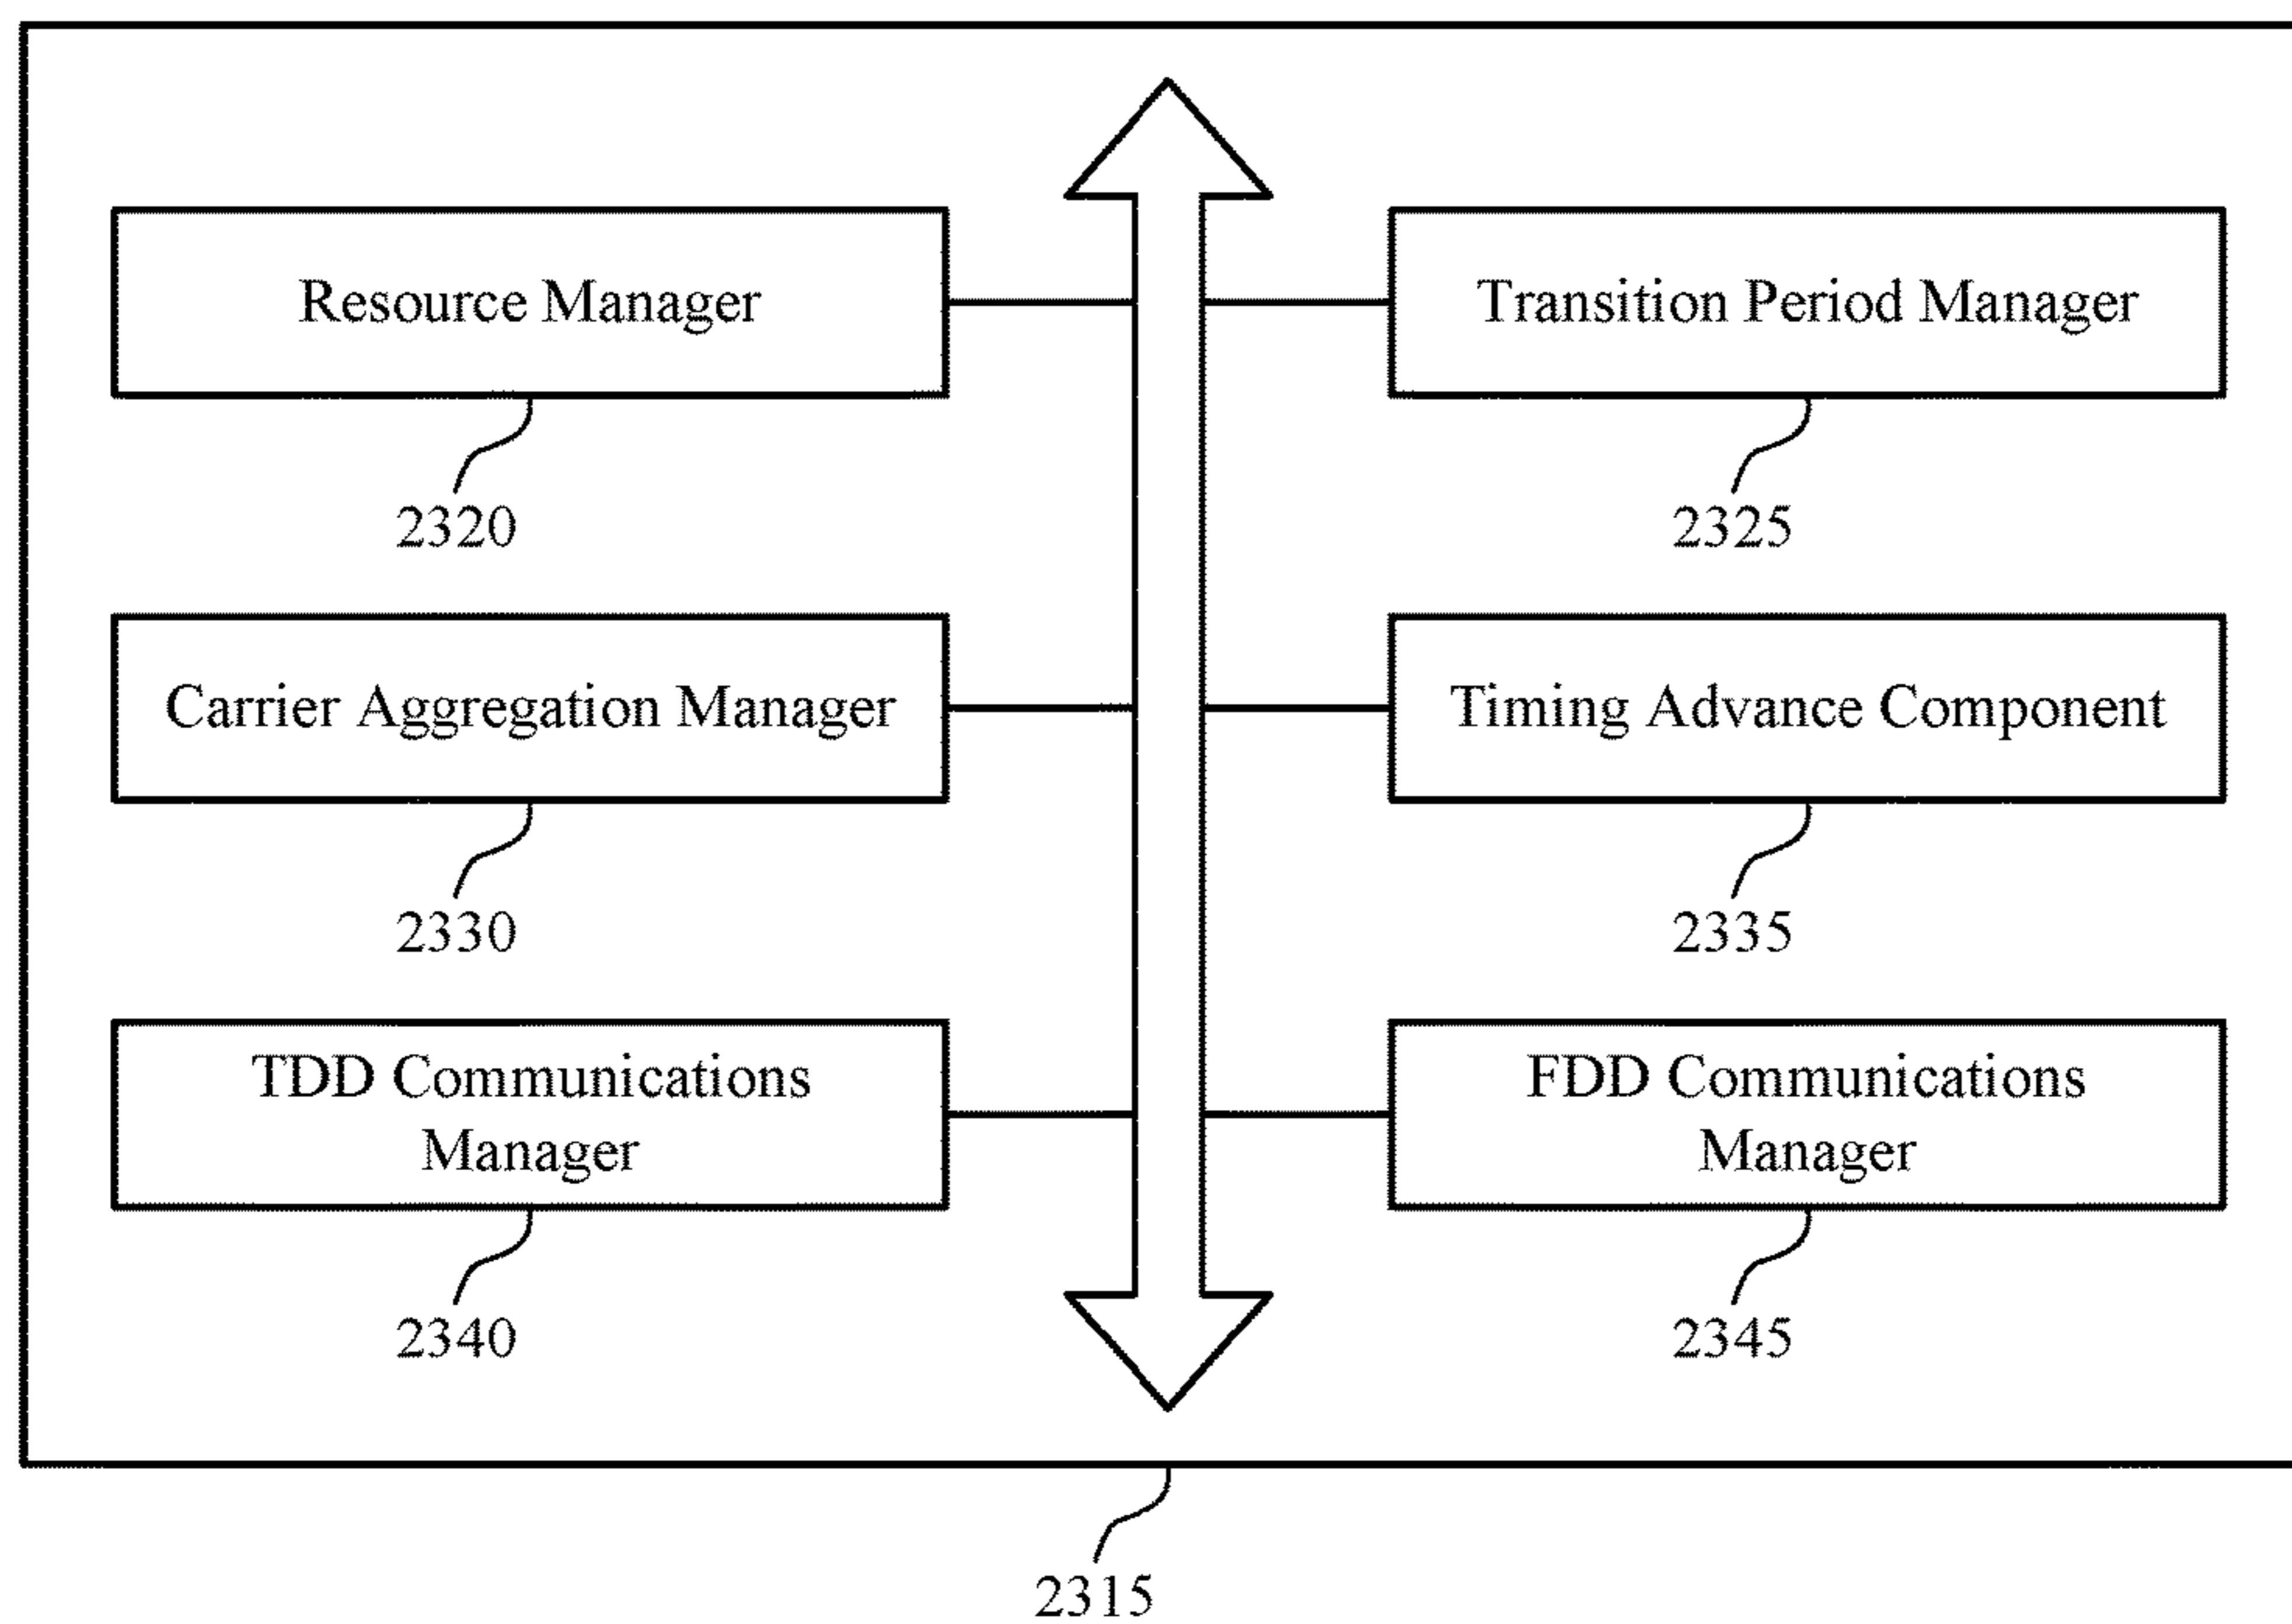 Resource Manager
Transition Period Manager
2320
2325
Carrier Aggregation Manager
Timing Advance Component
2330
2335
TDD Communications
Manager
FDD Communications
Manager
2340
2345
2315